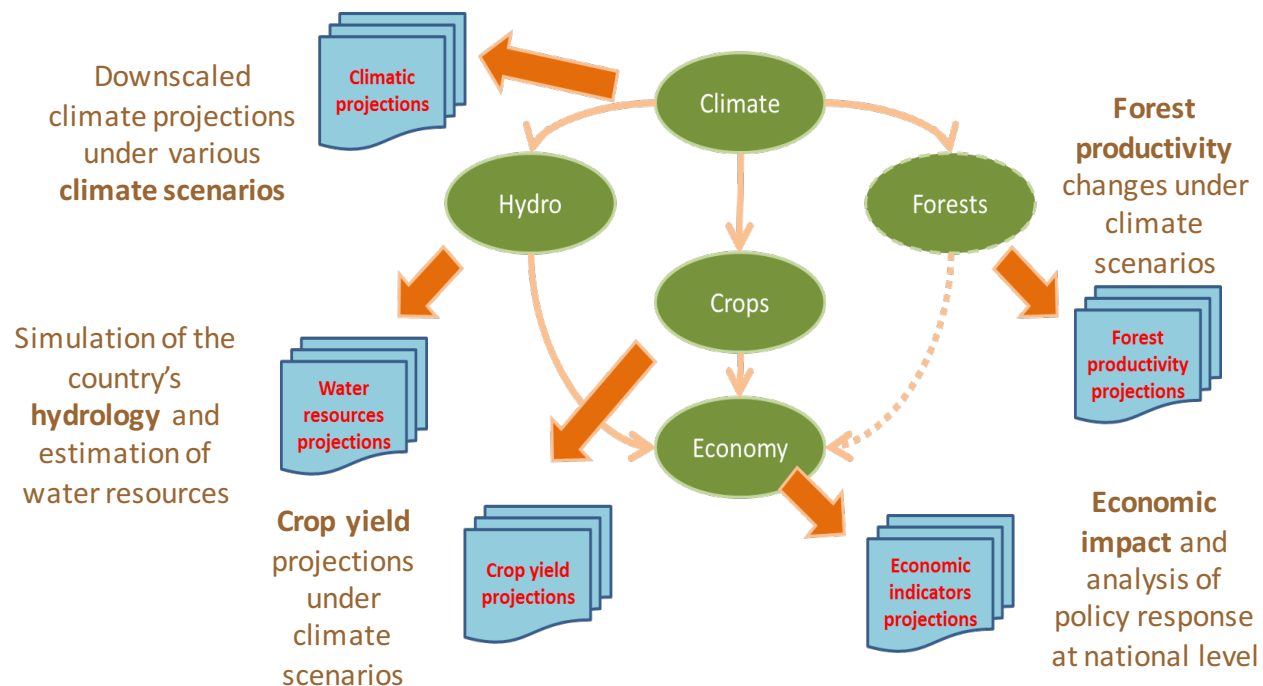 Downscaled
climate projections
under various
climate scenarios
Climatic
projections
Climate
Hydro
Forests
Crops
Economy
Forest
productivity
changes under
climate
scenarios
Forest
productivity
projections
Simulation of the
country’s
hydrology and
estimation of
water resources
Water
resources
projections
Crop yield
projections
under
climate
scenarios
Crop yield
projections
Economic
indicators
projections
Economic
impact and
analysis of
policy response
at national level